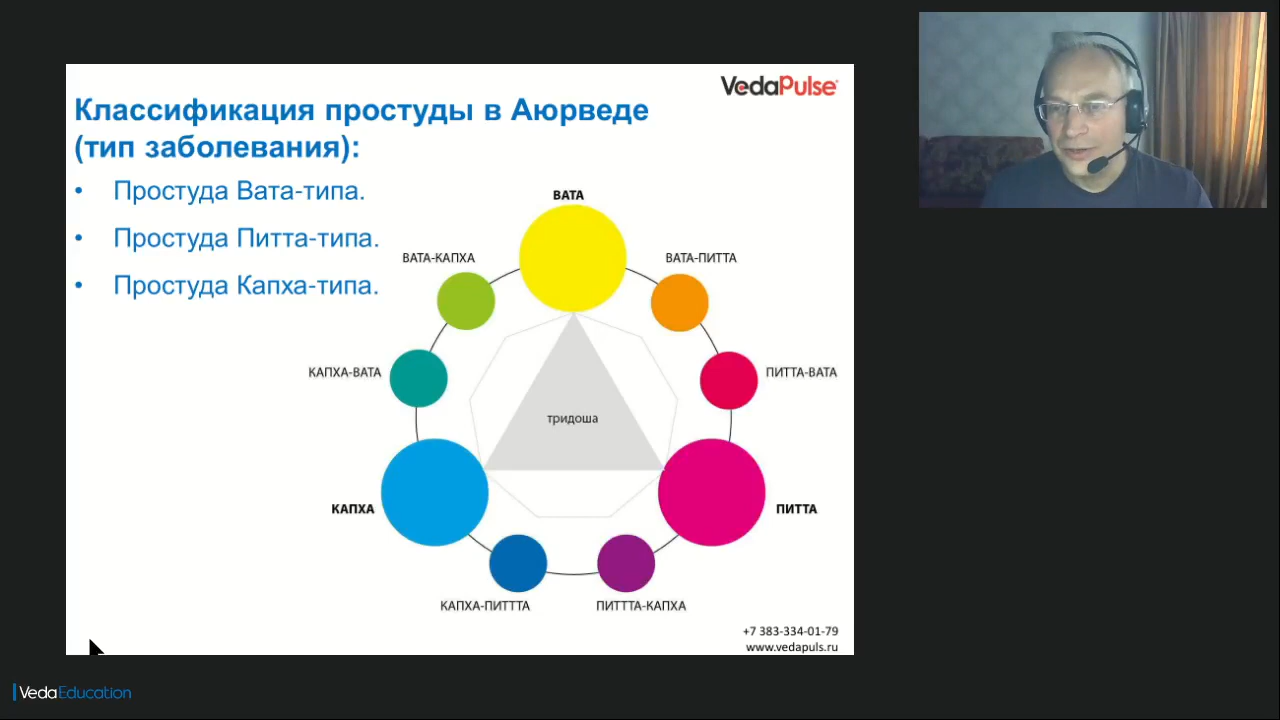 VedaPulse
Классификация простуды в Аюрведе
(тип заболевания):
• Простуда Вата-типа.
• Простуда Питта-типа.
• Простуда Капха-типа.
ВАТА
ВАТА-КАПХА
ВАТА-ПИТТА
КАПХА-ВАТА
ПИТТА-ВАТА
тридоша
КАПХА
ПИТТА
КАПХА-ПИТТТА
ПИТТТА-КАПХА
+7 383-334-01-79
www.vedapuls.ru
VedaEducation